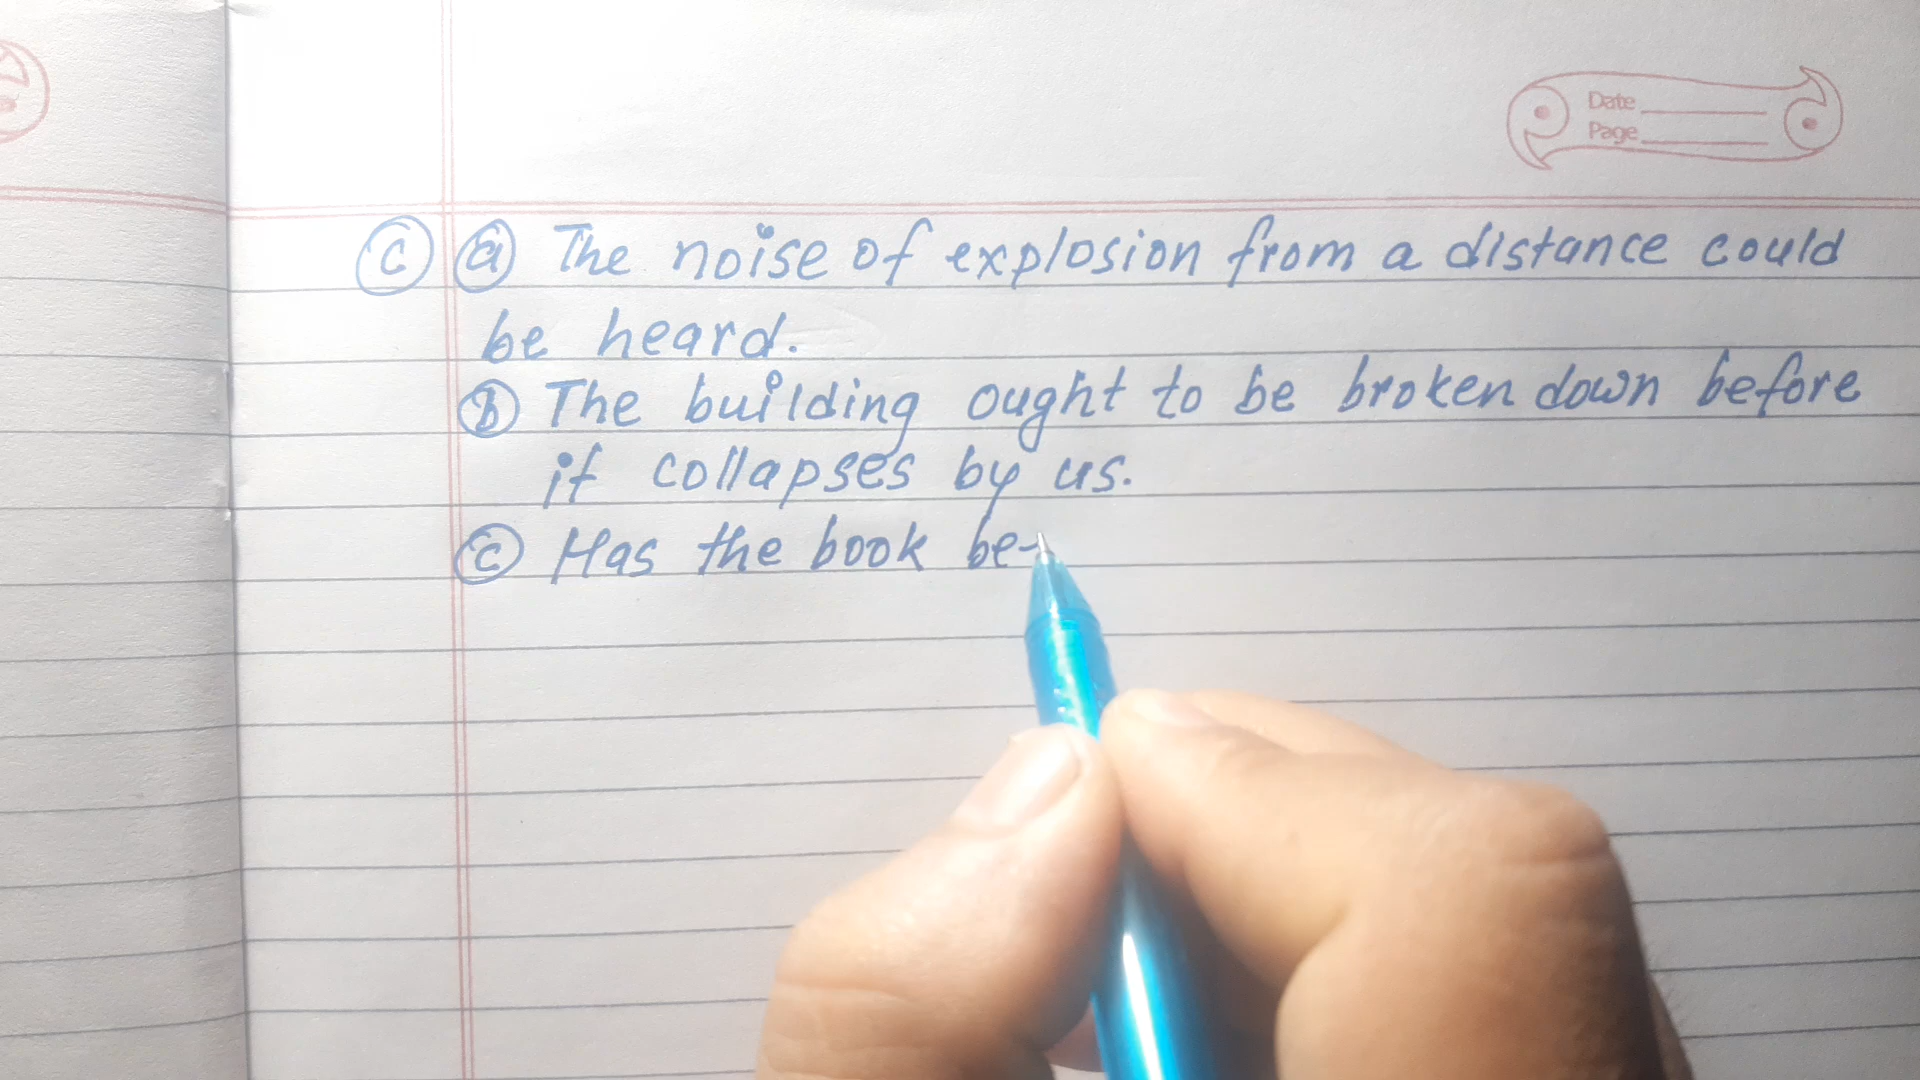 Date
Page
C a The noise of explosion from a distance could
be heard.
b The building ought to be broken down before
it collapses by us.
c Has the book be